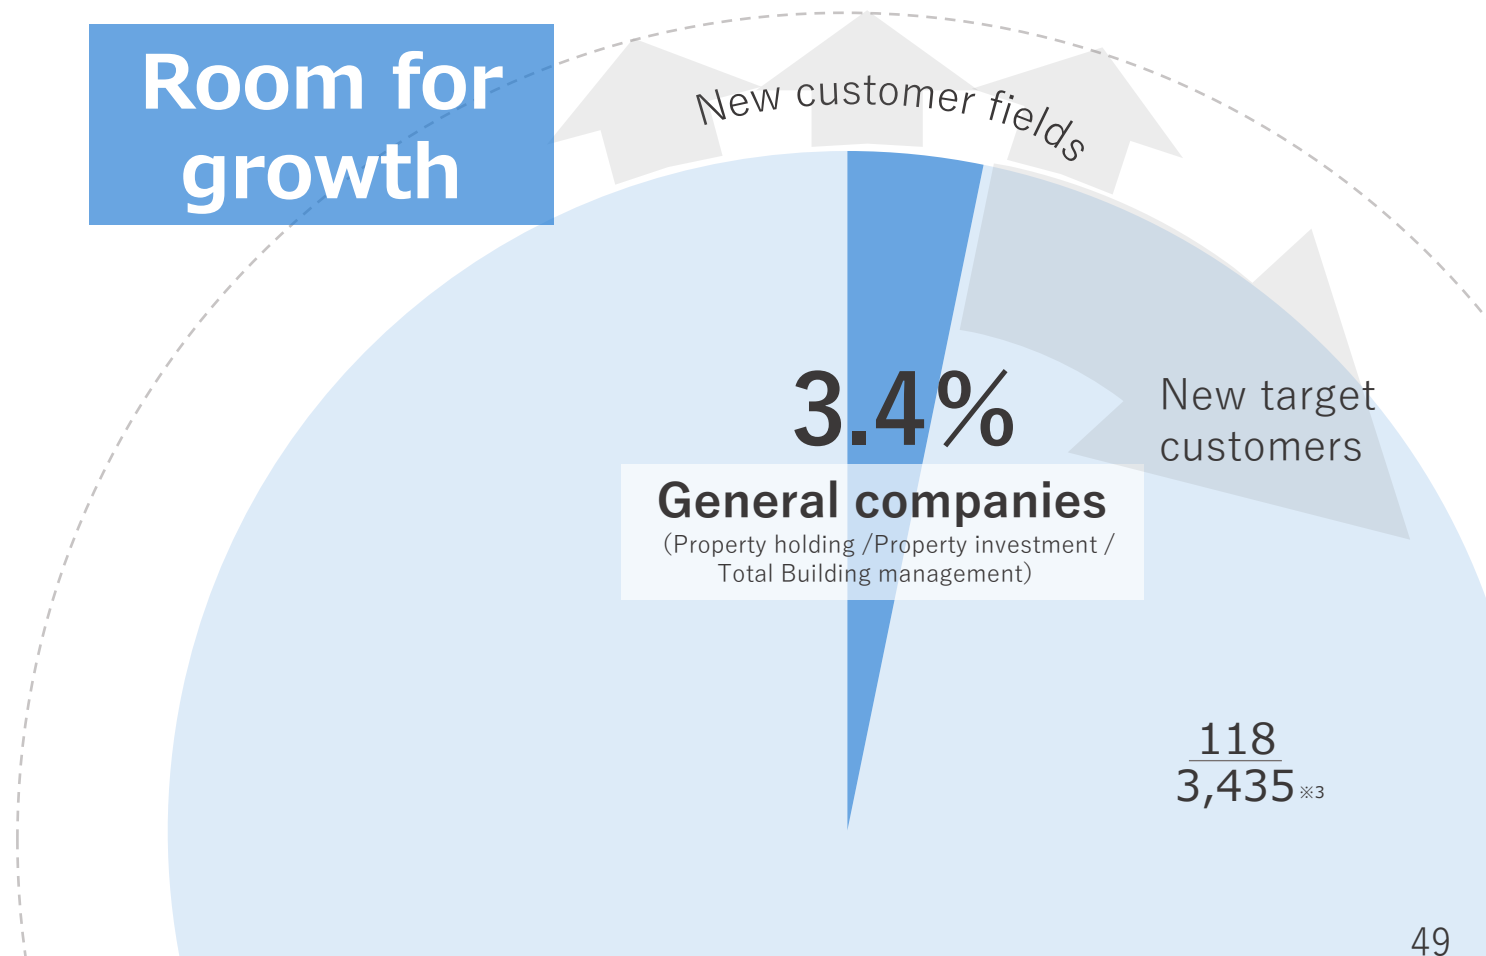 Room for
growth
New customer fields
3.4%
General companies
(Property holding /Property investment /
Total Building management)
New target
customers
118
3,435 ※3
49